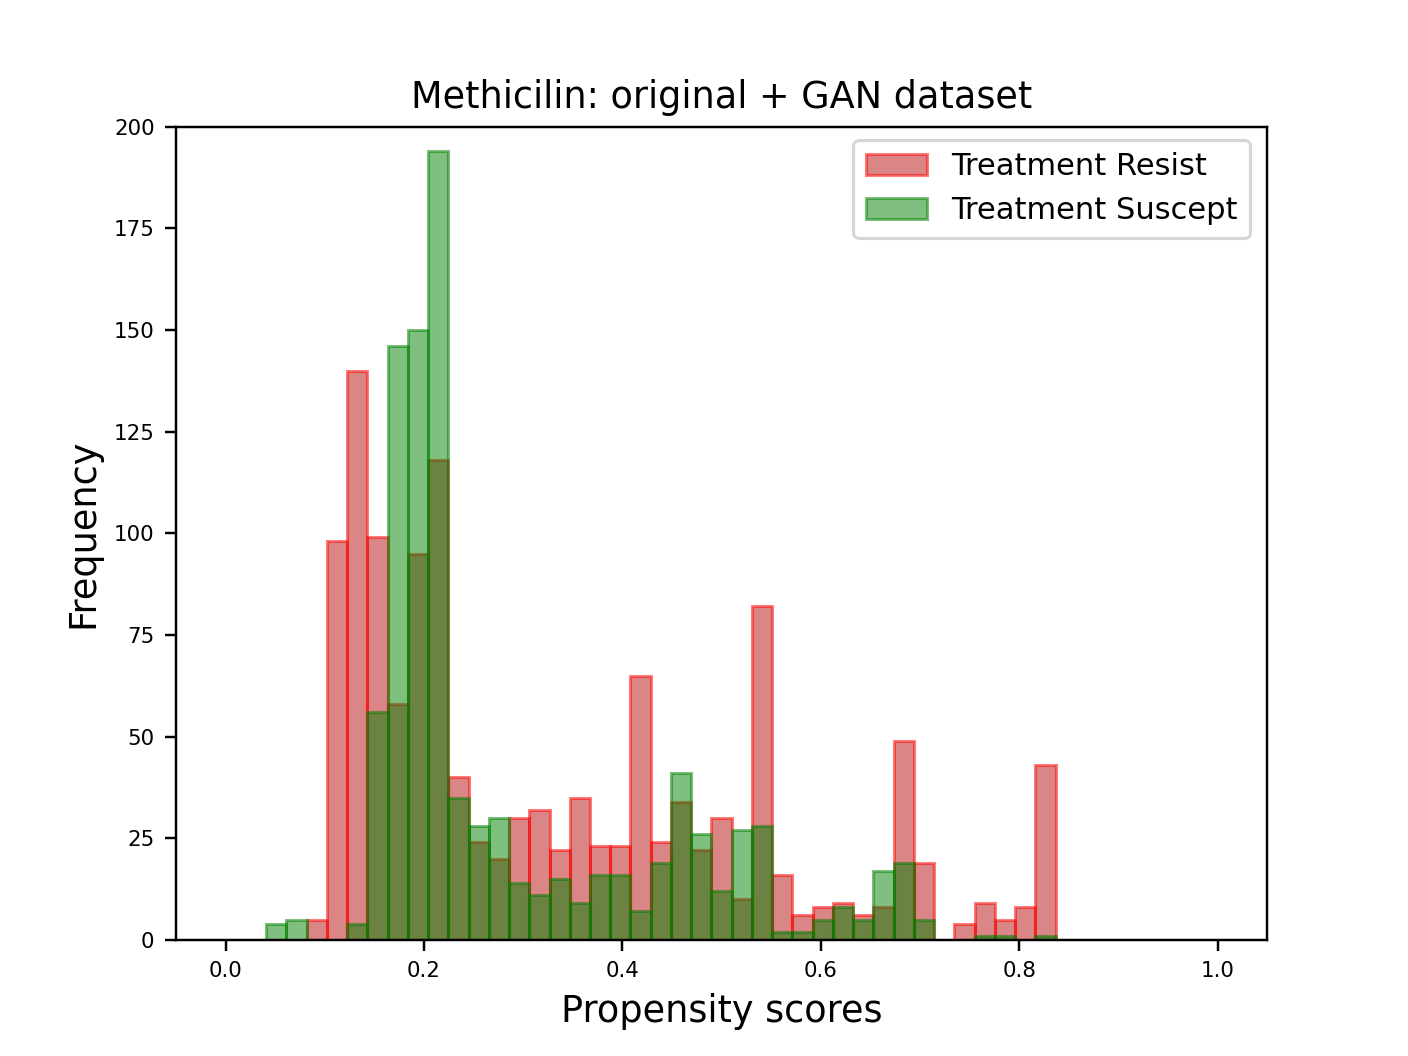 Methicilin: original + GAN dataset
Treatment Resist
Treatment Suscept
200
175
150
125
100
75
50
25
0
Frequency
0.0 0.2 0.4 0.6 0.8 1.0
Propensity scores